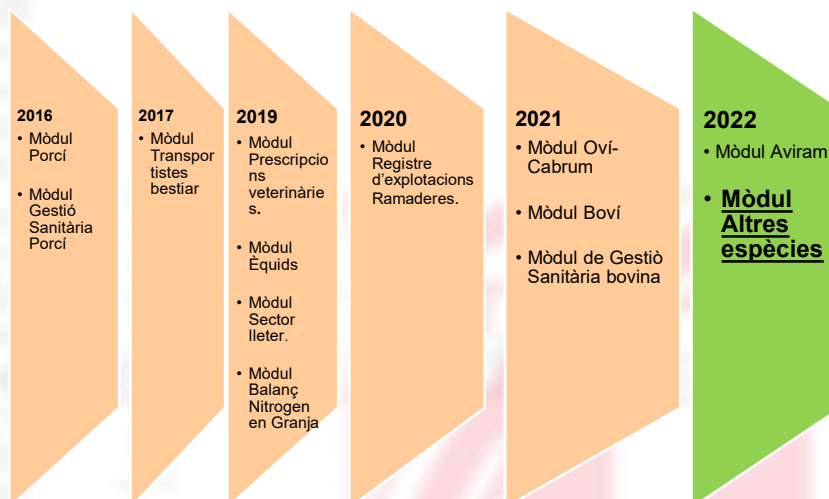 2016
• Mòdul
Porcí
• Mòdul
Gestió
Sanitària
Porcí
2017
• Mòdul
Transpor
tistes
bestiar
2019
• Mòdul
Prescripcio
ns
veterinàrie
s.
• Mòdul
Èquids
• Mòdul
Sector
lleter.
• Mòdul
Balanç
Nitrogen
en Granja
2020
• Mòdul
Registre
d’explotacions
Ramaderes.
2021
• Mòdul Oví-
Cabrum
• Mòdul Boví
• Mòdul de Gestiò
Sanitària bovina
2022
• Mòdul Aviram
• Mòdul
Altres
espècies